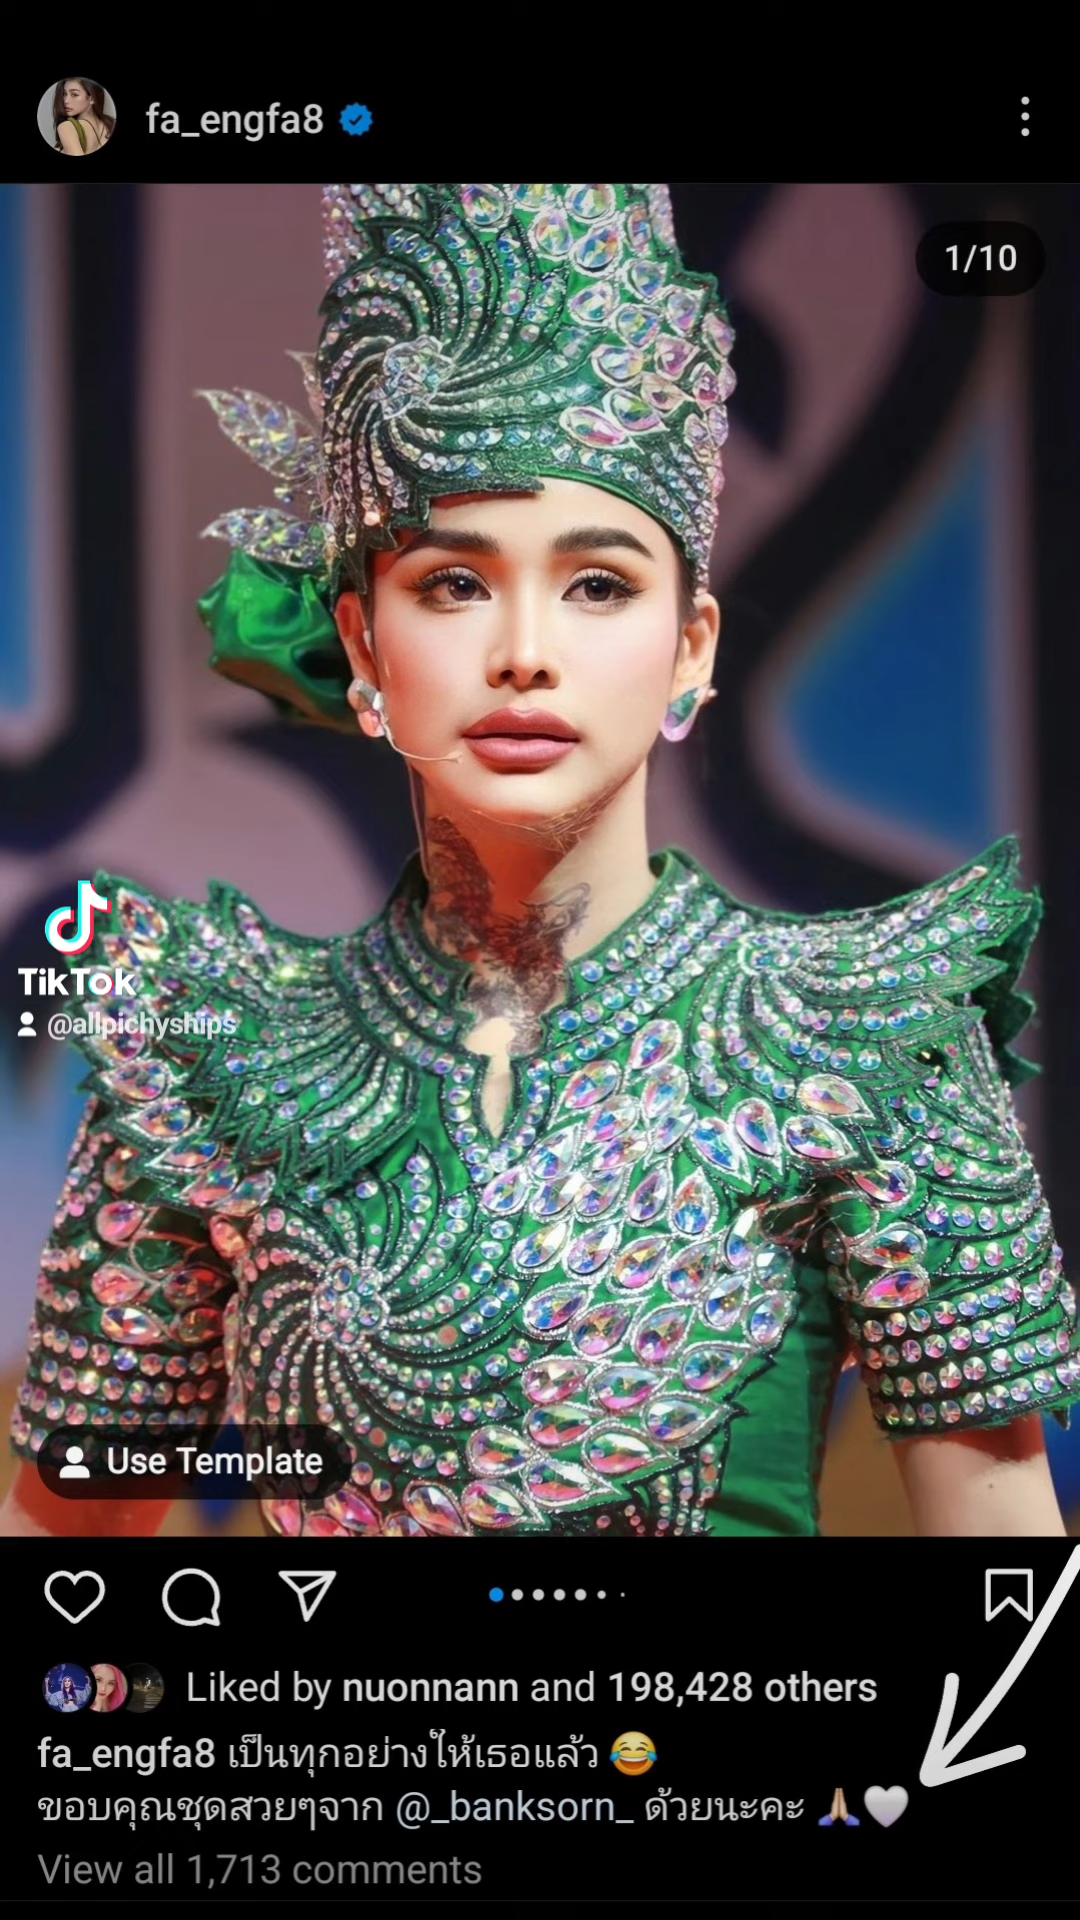 fa_engfa8
1/10
TikTok
@allpichyships
Use Template
Liked by nuonnann and 198,428 others
fa_engfa8 เป็นทุกอย่างให้เธอแล้ว 😂
ขอบคุณชุดสวยๆจาก @_banksorn_ ด้วยนะคะ 🙏🏽🤍
View all 1,713 comments